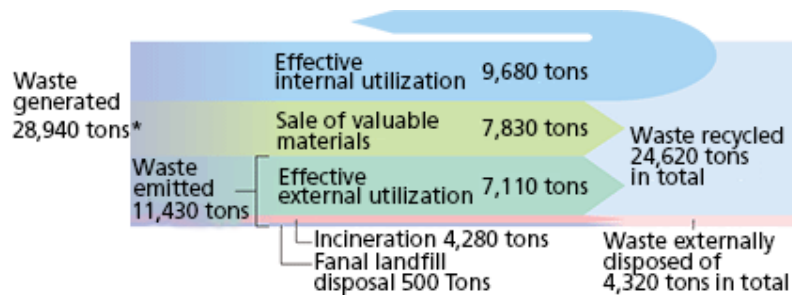 Waste
generated
28,940 tons*
Effective
internal utilization
9,680 tons
Sale of valuable
materials
7,830 tons
Waste
emitted
11,430 tons
Effective
external utilization
7,110 tons
Waste recycled
24,620 tons
in total
Incineration 4,280 tons
Fanal landfill
disposal 500 Tons
Waste externally
disposed of
4,320 tons in total